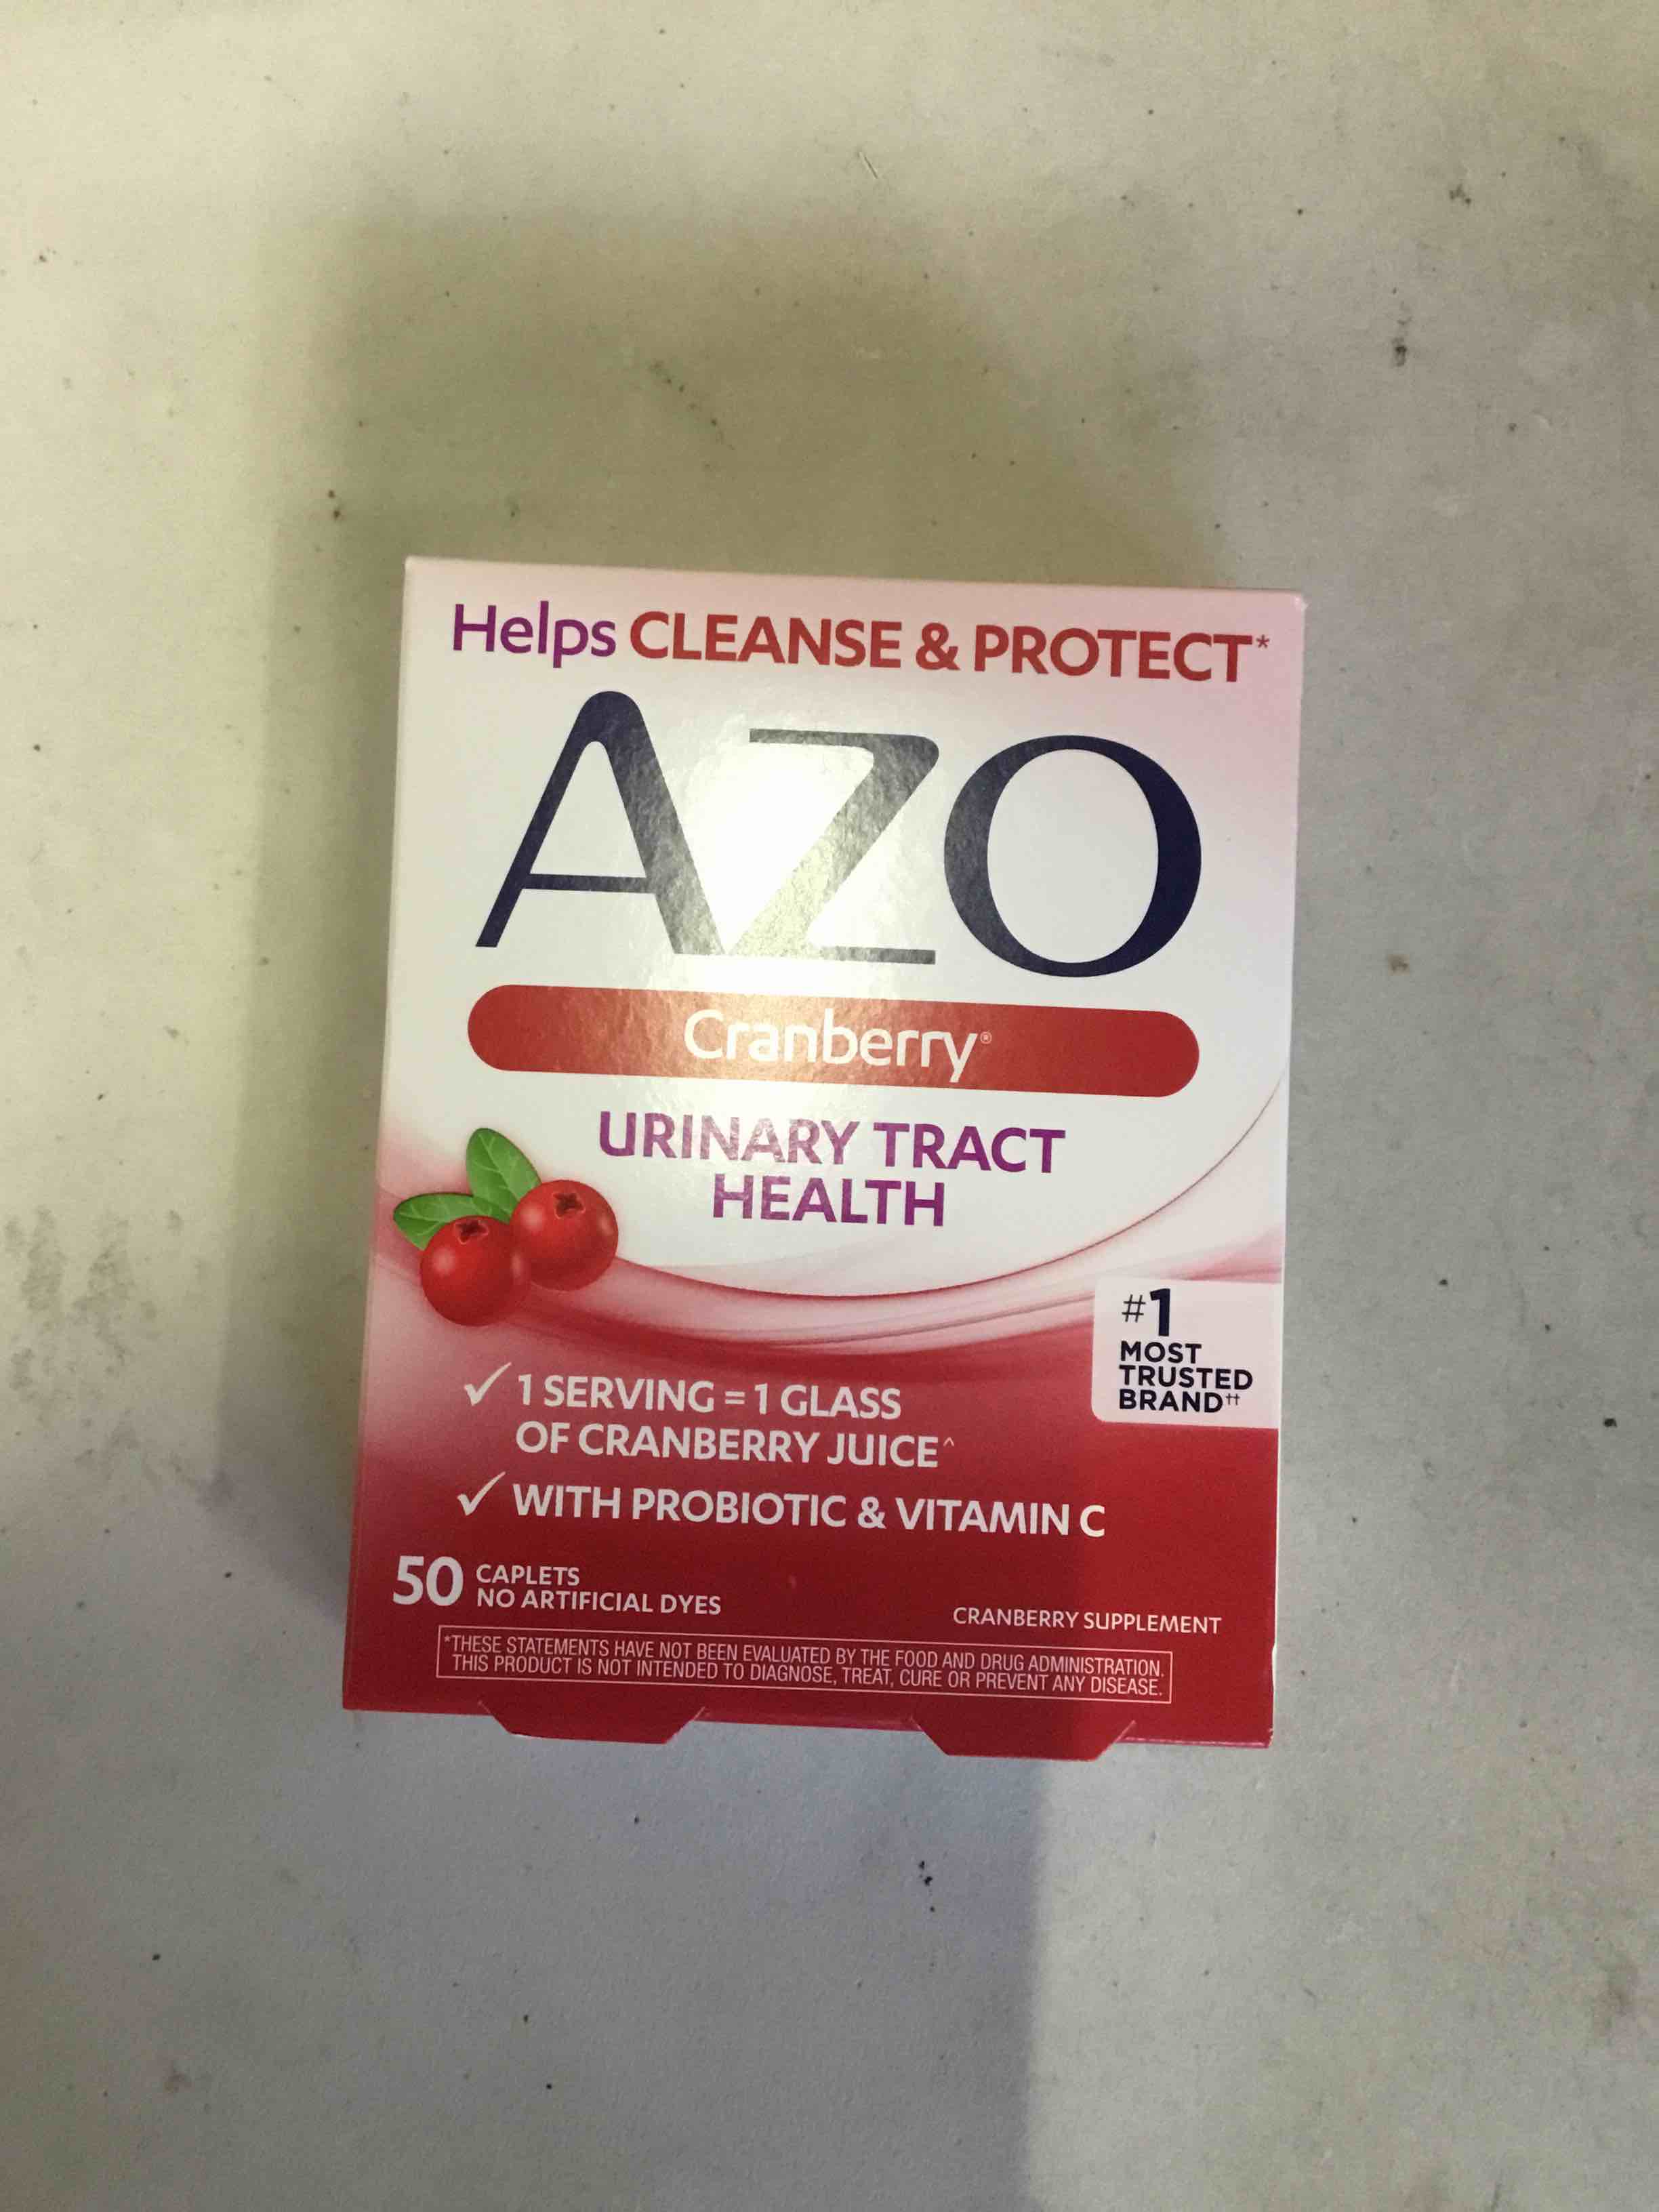 Helps CLEANSE & PROTECT*
AZO
Cranberry®
URINARY TRACT
HEALTH
#1
MOST
TRUSTED
BRAND††
✓ 1 SERVING = 1 GLASS
OF CRANBERRY JUICE^
✓ WITH PROBIOTIC & VITAMIN C
50 CAPLETS
NO ARTIFICIAL DYES
CRANBERRY SUPPLEMENT
*THESE STATEMENTS HAVE NOT BEEN EVALUATED BY THE FOOD AND DRUG ADMINISTRATION.
THIS PRODUCT IS NOT INTENDED TO DIAGNOSE, TREAT, CURE OR PREVENT ANY DISEASE.